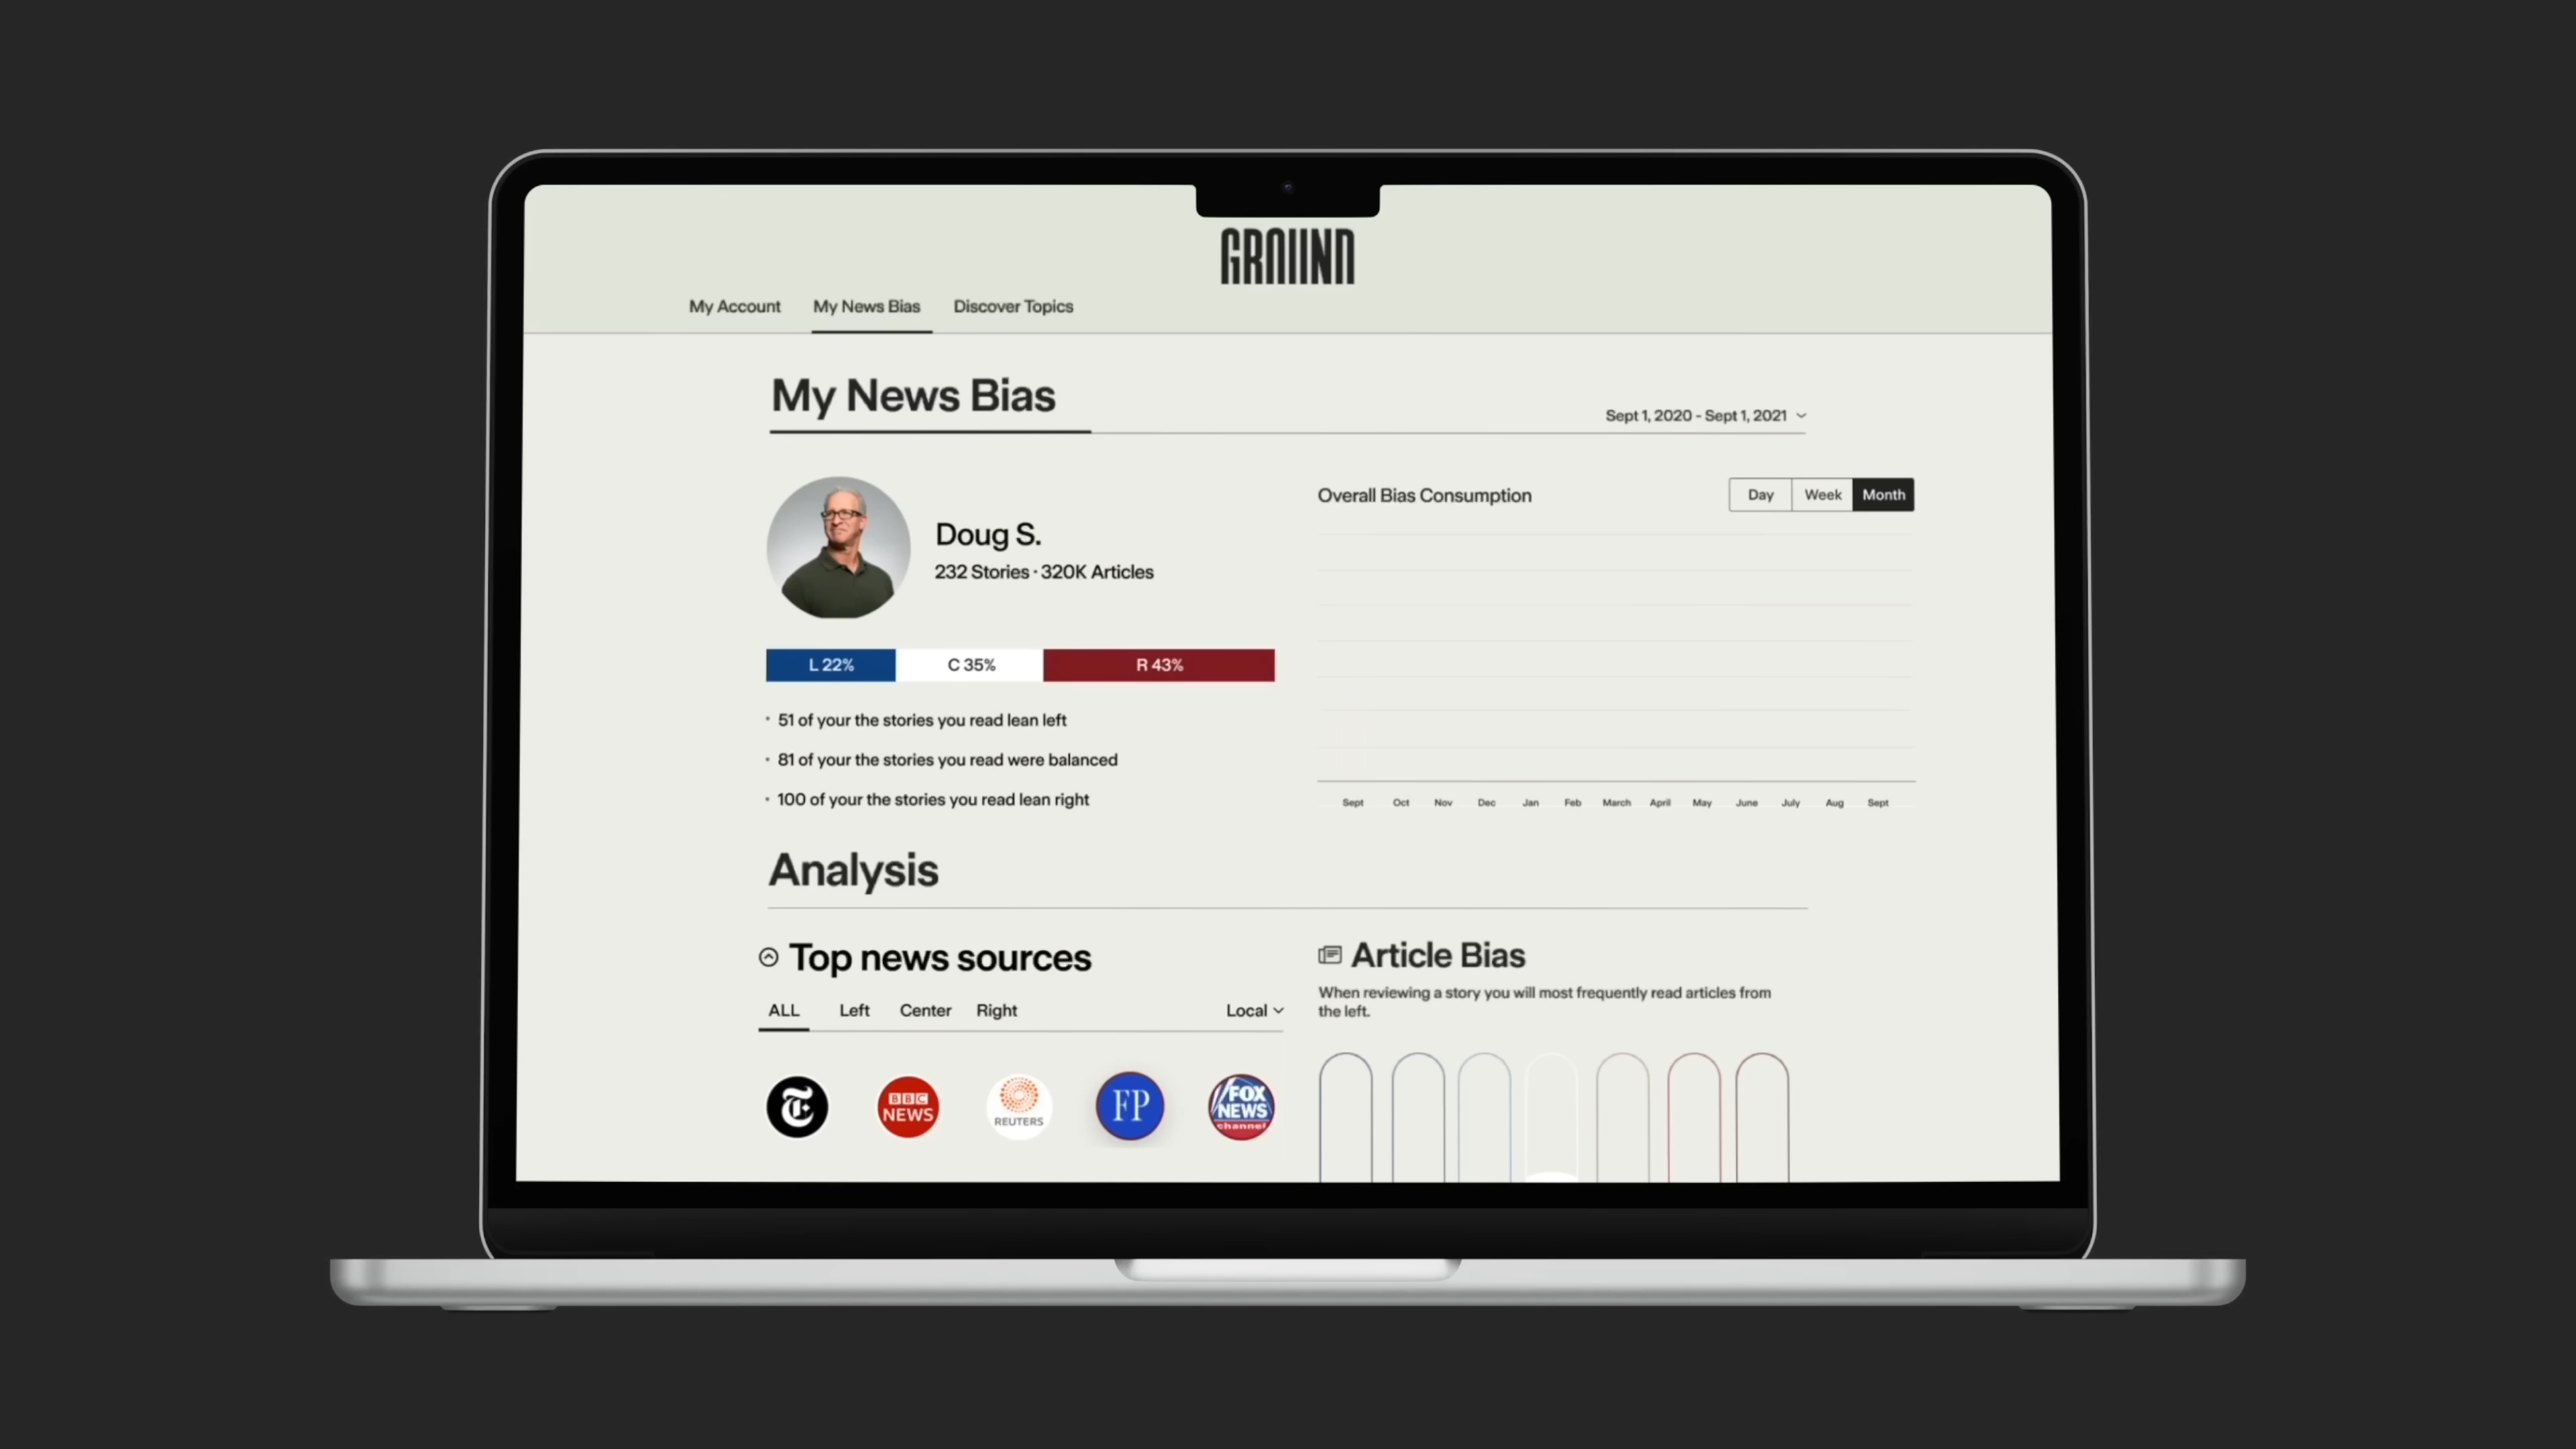 GROUND
My Account My News Bias Discover Topics
My News Bias
Sept 1, 2020 - Sept 1, 2021
Doug S.
232 Stories · 320K Articles
L 22% C 35% R 43%
· 51 of your the stories you read lean left
· 81 of your the stories you read were balanced
· 100 of your the stories you read lean right
Overall Bias Consumption
Day Week Month
Sept Oct Nov Dec Jan Feb March April May June July Aug Sept
Analysis
Top news sources
ALL Left Center Right Local
T
BBC
NEWS
REUTERS
FP
FOX
NEWS
channel
Article Bias
When reviewing a story you will most frequently read articles from
the left.